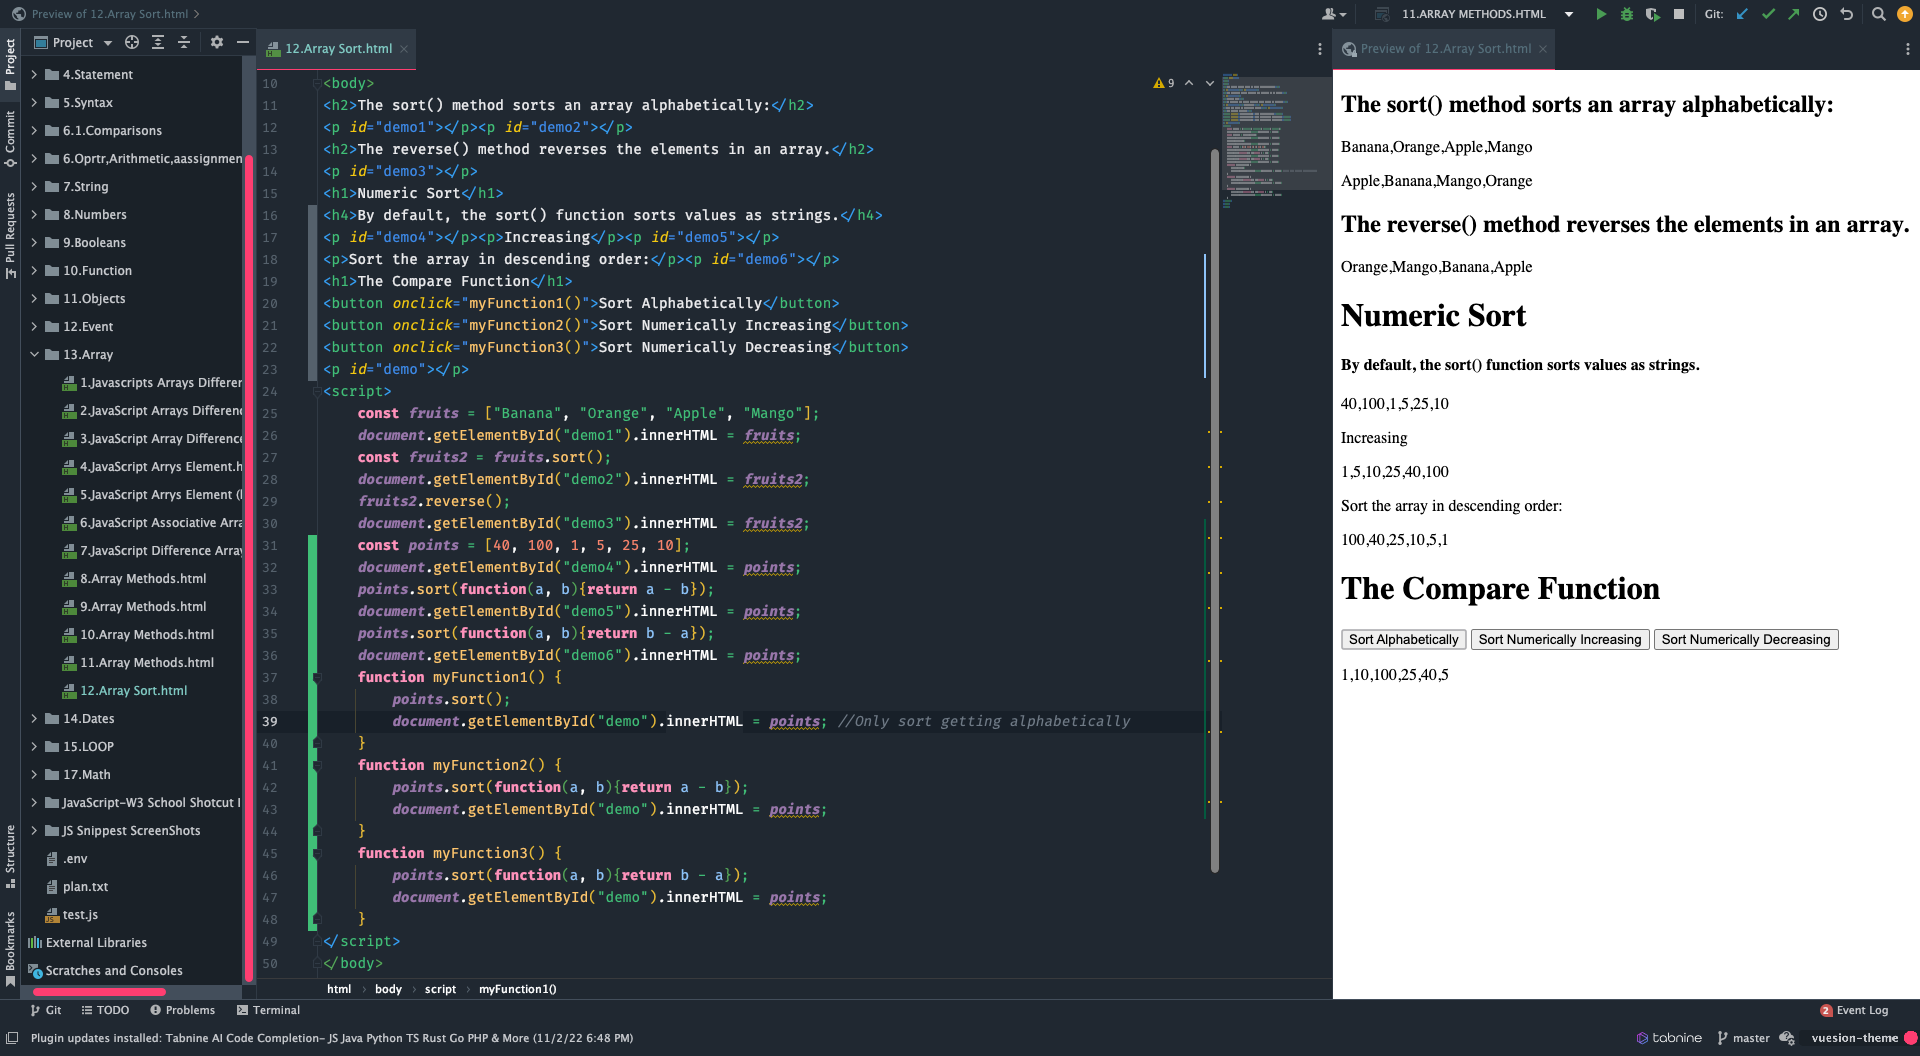 Preview of 12.Array Sort.html
11.ARRAY METHODS.HTML
Git:
Project
12.Array Sort.html
Preview of 12.Array Sort.html
Project
Commit
Pull Requests
Structure
Bookmarks
4.Statement
5.Syntax
6.1.Comparisons
6.Oprtr,Arithmetic,aassignmen
7.String
8.Numbers
9.Booleans
10.Function
11.Objects
12.Event
13.Array
1.Javascripts Arrays Differen
2.JavaScript Arrays Differenc
3.JavaScript Array Difference
4.JavaScript Arrys Element.h
5.JavaScript Arrys Element (
6.JavaScript Associative Arra
7.JavaScript Difference Array
8.Array Methods.html
9.Array Methods.html
10.Array Methods.html
11.Array Methods.html
12.Array Sort.html
14.Dates
15.LOOP
17.Math
JavaScript-W3 School Shotcut
JS Snippest ScreenShots
.env
plan.txt
test.js
External Libraries
Scratches and Consoles
9
10 <body>
11 <h2>The sort() method sorts an array alphabetically:</h2>
12 <p id="demo1"></p><p id="demo2"></p>
13 <h2>The reverse() method reverses the elements in an array.</h2>
14 <p id="demo3"></p>
15 <h1>Numeric Sort</h1>
16 <h4>By default, the sort() function sorts values as strings.</h4>
17 <p id="demo4"></p><p>Increasing</p><p id="demo5"></p>
18 <p>Sort the array in descending order:</p><p id="demo6"></p>
19 <h1>The Compare Function</h1>
20 <button onclick="myFunction1()">Sort Alphabetically</button>
21 <button onclick="myFunction2()">Sort Numerically Increasing</button>
22 <button onclick="myFunction3()">Sort Numerically Decreasing</button>
23 <p id="demo"></p>
24 <script>
25 const fruits = ["Banana", "Orange", "Apple", "Mango"];
26 document.getElementById("demo1").innerHTML = fruits;
27 const fruits2 = fruits.sort();
28 document.getElementById("demo2").innerHTML = fruits2;
29 fruits2.reverse();
30 document.getElementById("demo3").innerHTML = fruits2;
31 const points = [40, 100, 1, 5, 25, 10];
32 document.getElementById("demo4").innerHTML = points;
33 points.sort(function(a, b){return a - b});
34 document.getElementById("demo5").innerHTML = points;
35 points.sort(function(a, b){return b - a});
36 document.getElementById("demo6").innerHTML = points;
37 function myFunction1() {
38 points.sort();
39 document.getElementById("demo").innerHTML = points; //Only sort getting alphabetically
40 }
41 function myFunction2() {
42 points.sort(function(a, b){return a - b});
43 document.getElementById("demo").innerHTML = points;
44 }
45 function myFunction3() {
46 points.sort(function(a, b){return b - a});
47 document.getElementById("demo").innerHTML = points;
48 }
49 </script>
50 </body>
html body script myFunction1()
The sort() method sorts an array alphabetically:
Banana,Orange,Apple,Mango
Apple,Banana,Mango,Orange
The reverse() method reverses the elements in an array.
Orange,Mango,Banana,Apple
Numeric Sort
By default, the sort() function sorts values as strings.
40,100,1,5,25,10
Increasing
1,5,10,25,40,100
Sort the array in descending order:
100,40,25,10,5,1
The Compare Function
Sort Alphabetically Sort Numerically Increasing Sort Numerically Decreasing
1,10,100,25,40,5
Git TODO Problems Terminal
2 Event Log
Plugin updates installed: Tabnine AI Code Completion- JS Java Python TS Rust Go PHP & More (11/2/22 6:48 PM)
tabnine master vuesion-theme